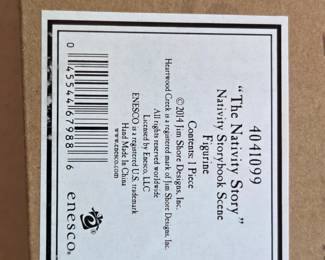 4041099
“The Nativity Story”
Nativity Storybook Scene
Figurine
Contents: 1 Piece
©2014 Jim Shore Designs, Inc.
Heartwood Creek is a registered mark of Jim Shore Designs, Inc.
All rights reserved worldwide
Licensed by Enesco, LLC
ENESCO is a registered U.S. trademark
Hand Made In China
www.enesco.com
0 45544 67988 6
enesco.